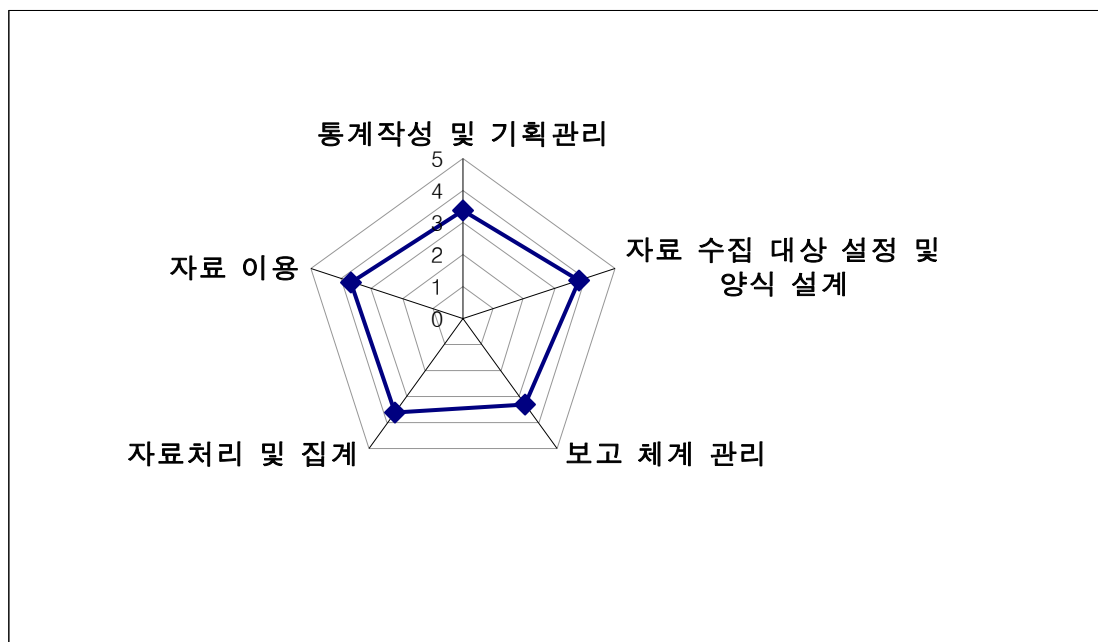 통계작성 및 기획관리
5
4
3
2
1
0
자료 수집 대상 설정 및
양식 설계
보고 체계 관리
자료처리 및 집계
자료 이용